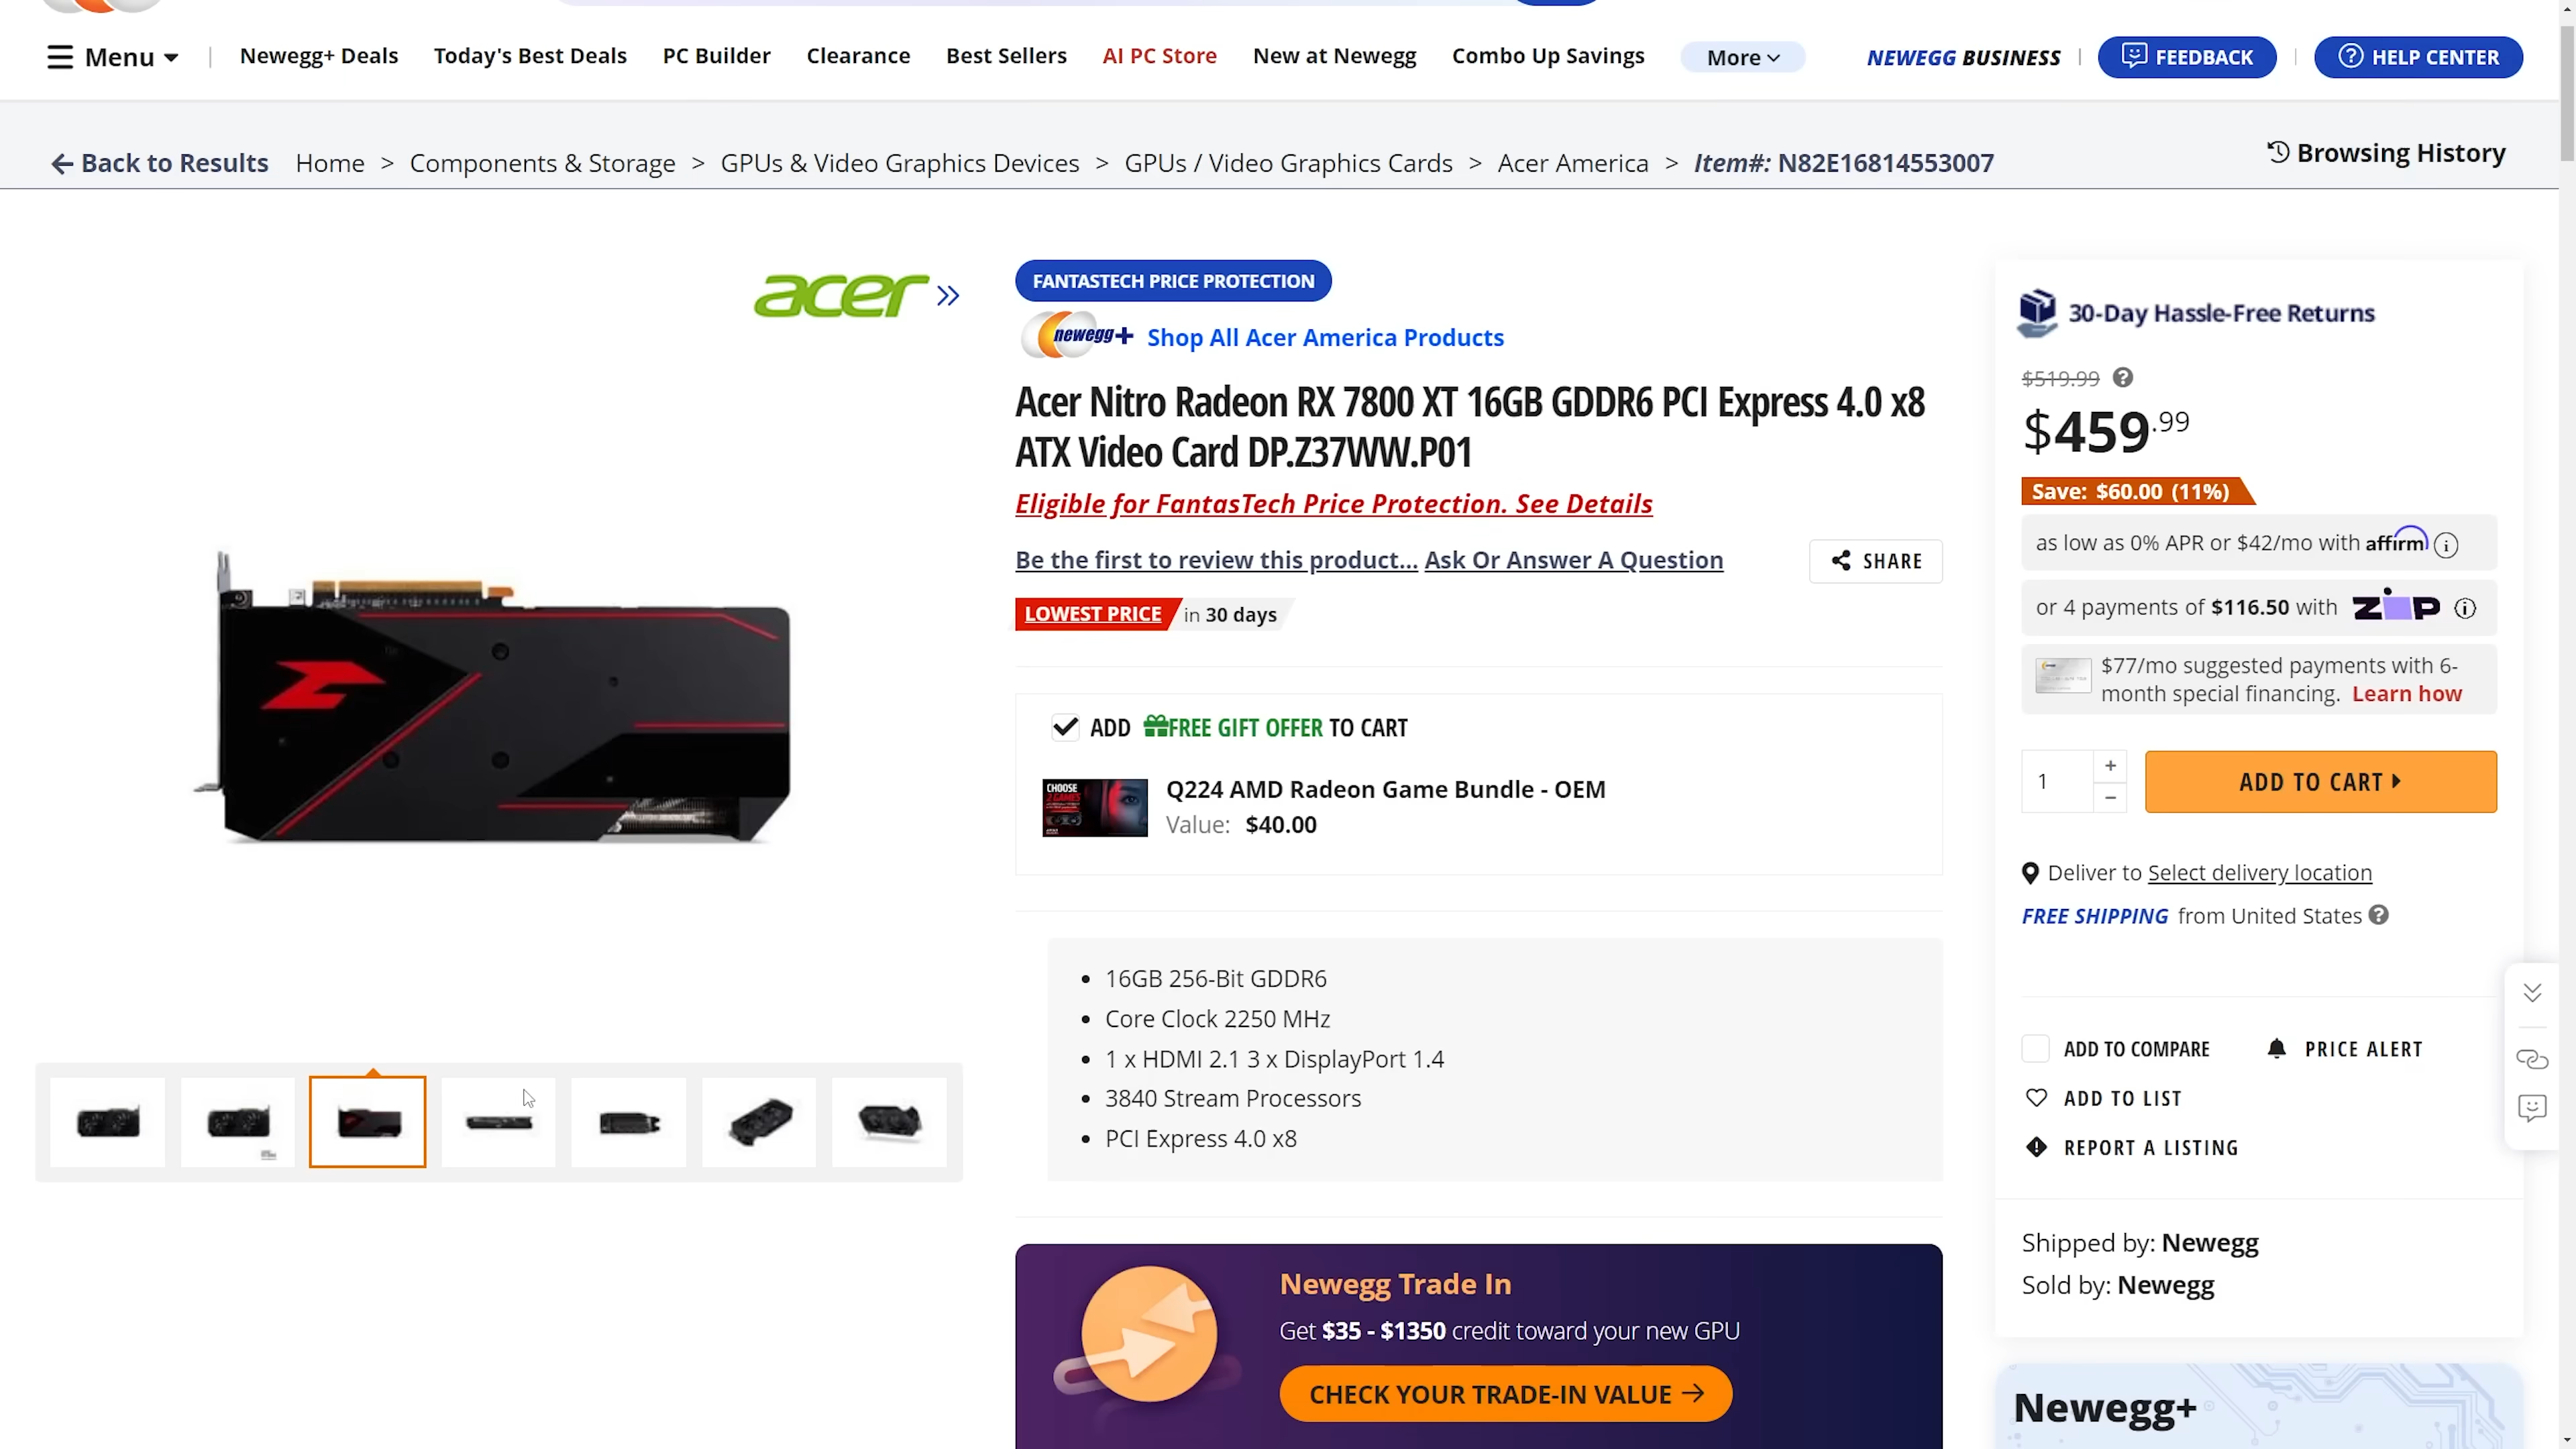 Menu
Newegg+ Deals
Today's Best Deals
PC Builder
Clearance
Best Sellers
AI PC Store
New at Newegg
Combo Up Savings
More
NEWEGG BUSINESS
FEEDBACK
HELP CENTER
Back to Results
Home > Components & Storage > GPUs & Video Graphics Devices > GPUs / Video Graphics Cards > Acer America > Item#: N82E16814553007
Browsing History
acer
FANTASTECH PRICE PROTECTION
newegg+ Shop All Acer America Products
Acer Nitro Radeon RX 7800 XT 16GB GDDR6 PCI Express 4.0 x8
ATX Video Card DP.Z37WW.P01
Eligible for FantasTech Price Protection. See Details
Be the first to review this product... Ask Or Answer A Question
SHARE
LOWEST PRICE in 30 days
ADD FREE GIFT OFFER TO CART
CHOOSE
2 GAMES
Q224 AMD Radeon Game Bundle - OEM
Value: $40.00
• 16GB 256-Bit GDDR6
• Core Clock 2250 MHz
• 1 x HDMI 2.1 3 x DisplayPort 1.4
• 3840 Stream Processors
• PCI Express 4.0 x8
Newegg Trade In
Get $35 - $1350 credit toward your new GPU
CHECK YOUR TRADE-IN VALUE
30-Day Hassle-Free Returns
$519.99
$459.99
Save: $60.00 (11%)
as low as 0% APR or $42/mo with affirm
or 4 payments of $116.50 with ZIP
$77/mo suggested payments with 6-
month special financing. Learn how
1
+
−
ADD TO CART
Deliver to Select delivery location
FREE SHIPPING from United States
ADD TO COMPARE
PRICE ALERT
ADD TO LIST
REPORT A LISTING
Shipped by: Newegg
Sold by: Newegg
Newegg+